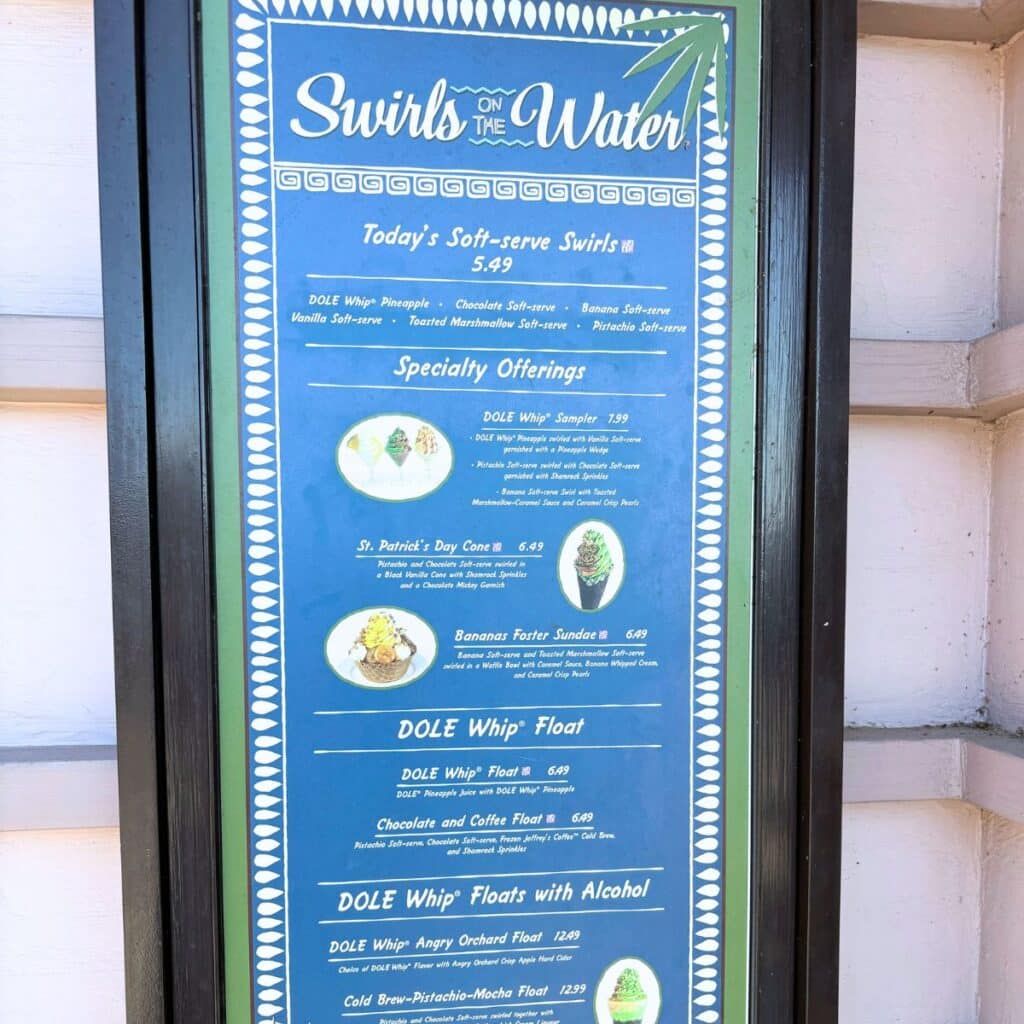 Swirls ON THE Water
Today's Soft-serve Swirls
5.49
DOLE Whip® Pineapple • Chocolate Soft-serve • Banana Soft-serve
Vanilla Soft-serve • Toasted Marshmallow Soft-serve • Pistachio Soft-serve
Specialty Offerings
DOLE Whip® Sampler 7.99
• DOLE Whip® Pineapple swirled with Vanilla Soft-serve
garnished with a Pineapple Wedge
• Pistachio Soft-serve swirled with Chocolate Soft-serve
garnished with Shamrock Sprinkles
• Banana Soft-serve Swirl with Toasted
Marshmallow-Caramel Sauce and Caramel Crisp Pearls
St. Patrick's Day Cone 6.49
Pistachio and Chocolate Soft-serve swirled in
a Black Vanilla Cone with Shamrock Sprinkles
and a Chocolate Mickey Garnish
Bananas Foster Sundae 6.49
Banana Soft-serve and Toasted Marshmallow Soft-serve
swirled in a Waffle Bowl with Caramel Sauce, Banana Whipped Cream,
and Caramel Crisp Pearls
DOLE Whip® Float
DOLE Whip® Float 6.49
DOLE® Pineapple Juice with DOLE Whip® Pineapple
Chocolate and Coffee Float 6.49
Pistachio Soft-serve, Chocolate Soft-serve, Frozen Joffrey's Coffee™ Cold Brew,
and Shamrock Sprinkles
DOLE Whip® Floats with Alcohol
DOLE Whip® Angry Orchard Float 12.49
Choice of DOLE Whip® Flavor with Angry Orchard Crisp Apple Hard Cider
Cold Brew-Pistachio-Mocha Float 12.99
Pistachio and Chocolate Soft-serve swirled together with
Cream Liqueur